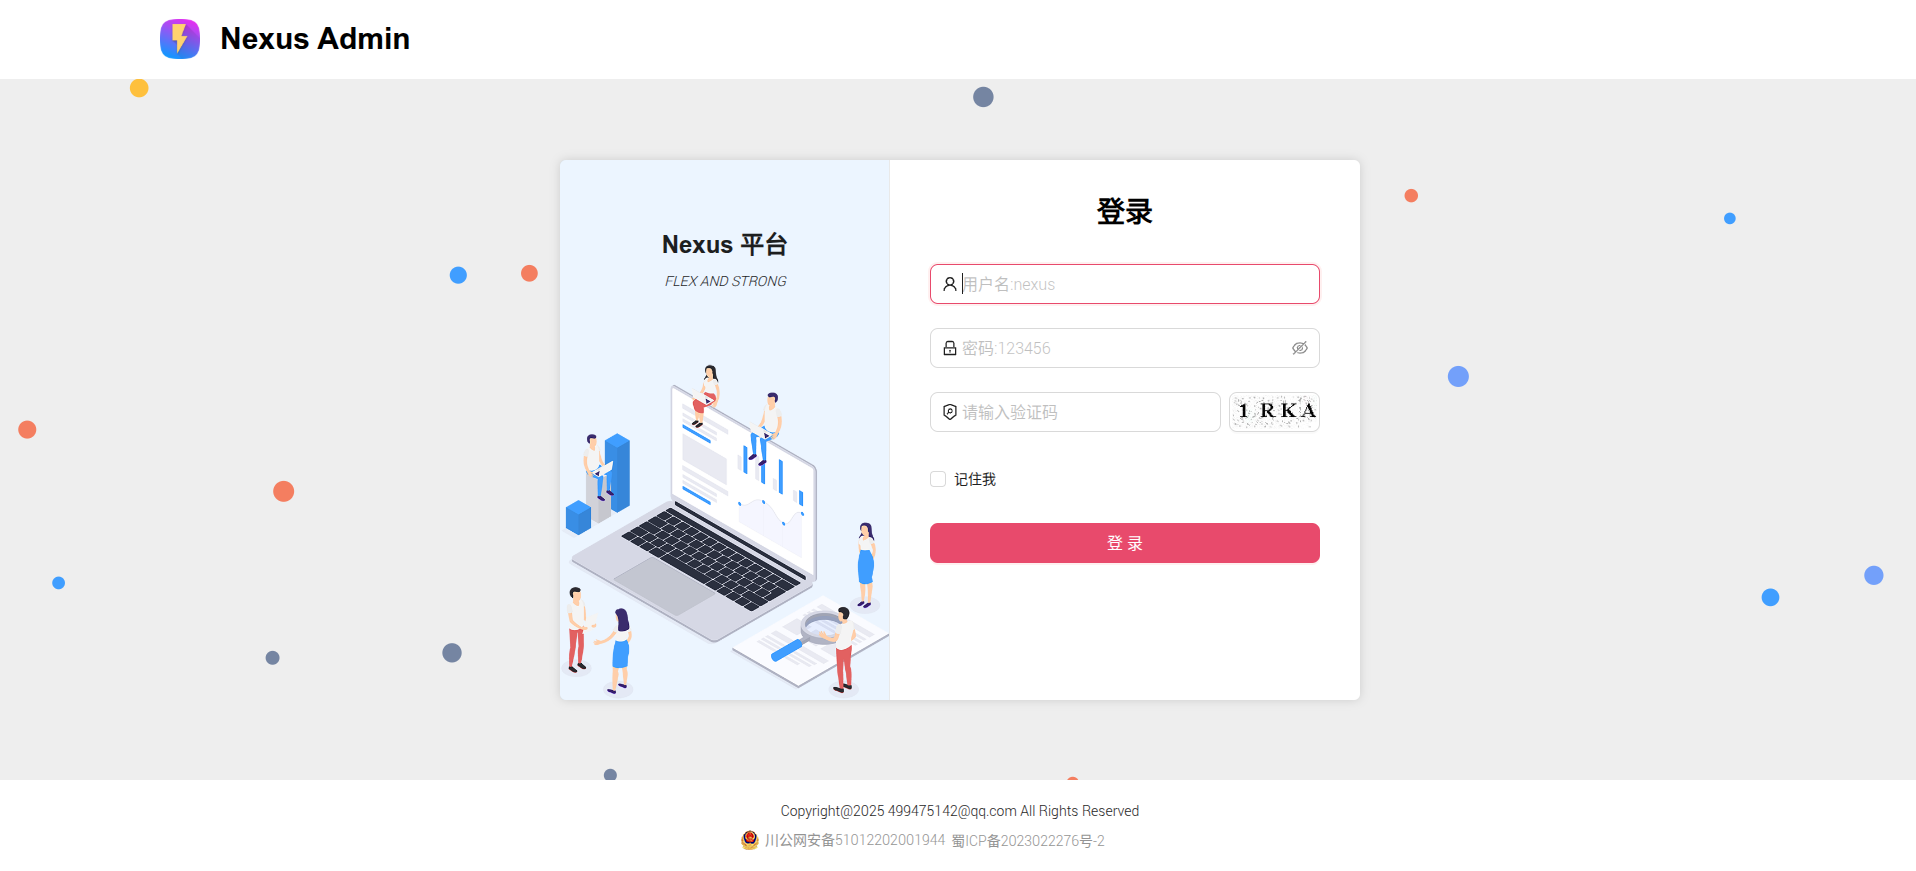 Nexus Admin
Nexus 平台
FLEX AND STRONG
登录
用户名:nexus
密码:123456
请输入验证码
1 R K A
记住我
登 录
Copyright@2025 499475142@qq.com All Rights Reserved
川公网安备51012202001944 蜀ICP备2023022276号-2